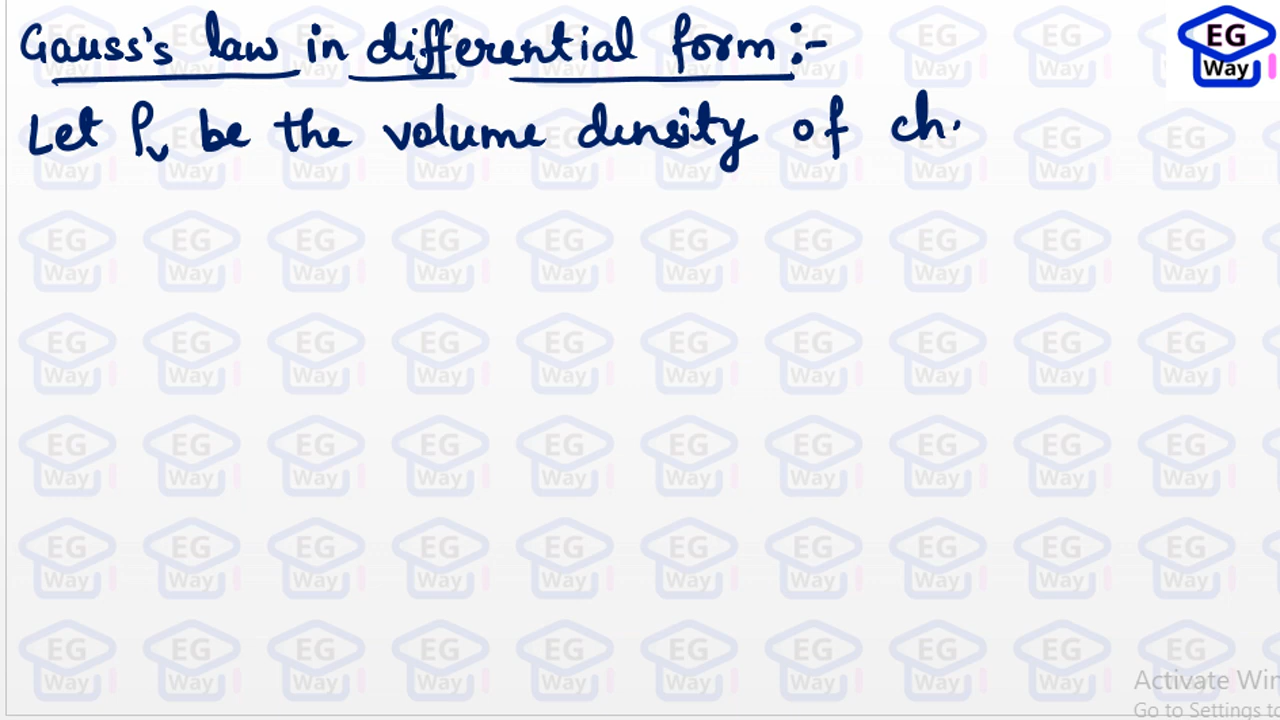 Gauss's law in differential form :-
EG
Way
Let ρᵥ be the volume density of ch.
Activate Win
Go to Settings to